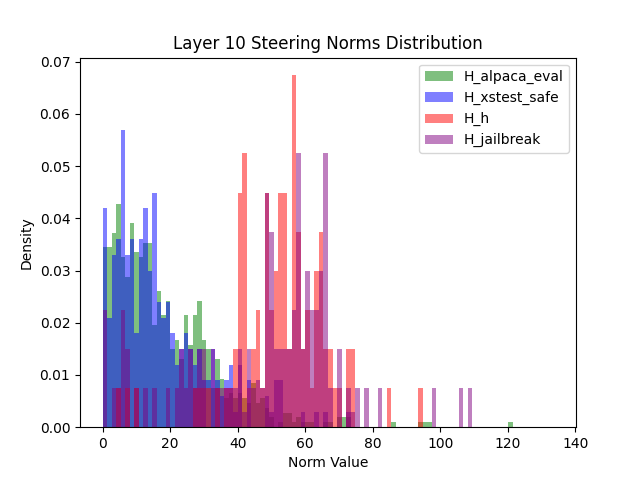 Layer 10 Steering Norms Distribution
0.07
0.06
0.05
0.04
0.03
0.02
0.01
0.00
Density
H_alpaca_eval
H_xstest_safe
H_h
H_jailbreak
0 20 40 60 80 100 120 140
Norm Value